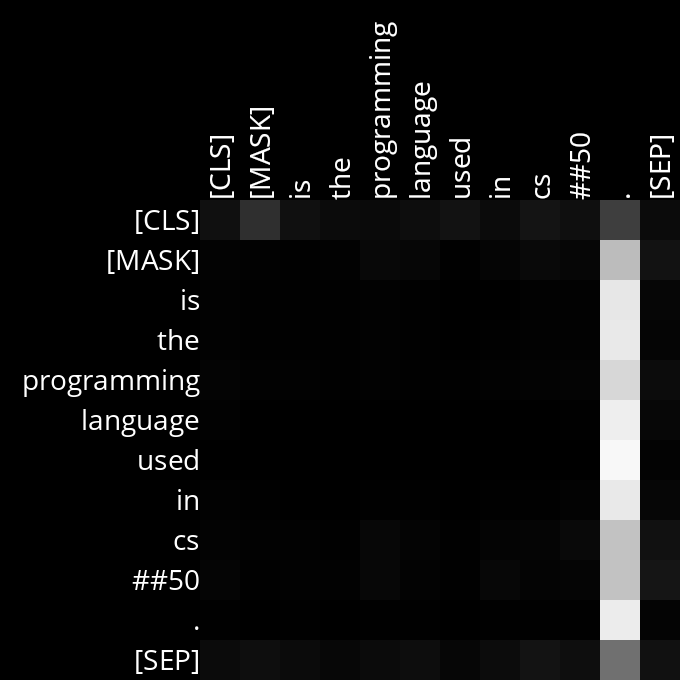 [CLS]
[MASK]
is
the
programming
language
used
in
cs
##50
.
[SEP]
[CLS]
[MASK]
is
the
programming
language
used
in
cs
##50
.
[SEP]